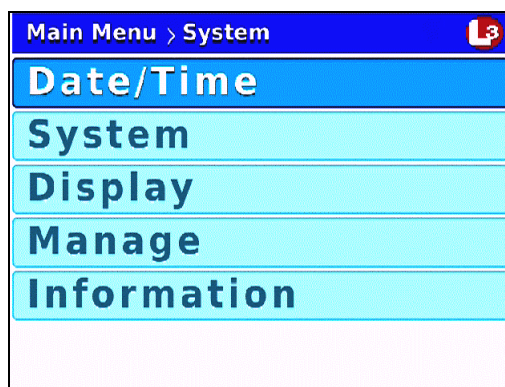 Main Menu > System
L3
Date/Time
System
Display
Manage
Information